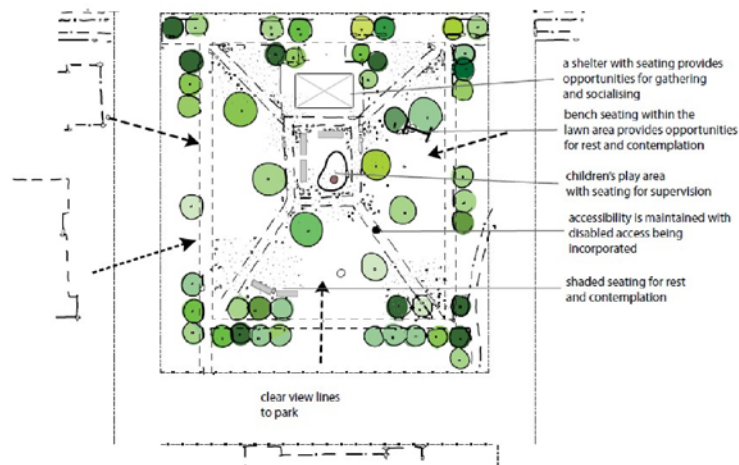 a shelter with seating provides
opportunities for gathering
and socialising
bench seating within the
lawn area provides opportunities
for rest and contemplation
children's play area
with seating for supervision
accessibility is maintained with
disabled access being
incorporated
shaded seating for rest
and contemplation
clear view lines
to park